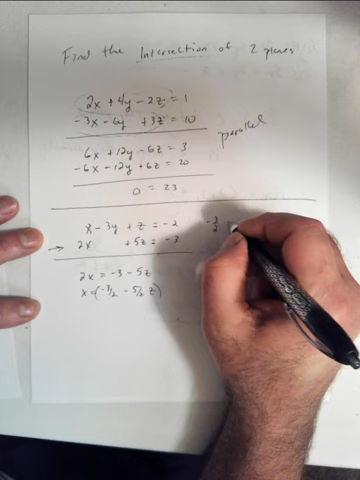 Find the Intersection of 2 planes
2x + 4y - 2z = 1
-3x - 6y + 3z = 10
parallel
6x + 12y - 6z = 3
-6x - 12y + 6z = 20
0 = 23
x - 3y + z = -2
-3/2
→ 2x + 5z = -3
2x = -3 - 5z
x = (-3/2 - 5/2 z)